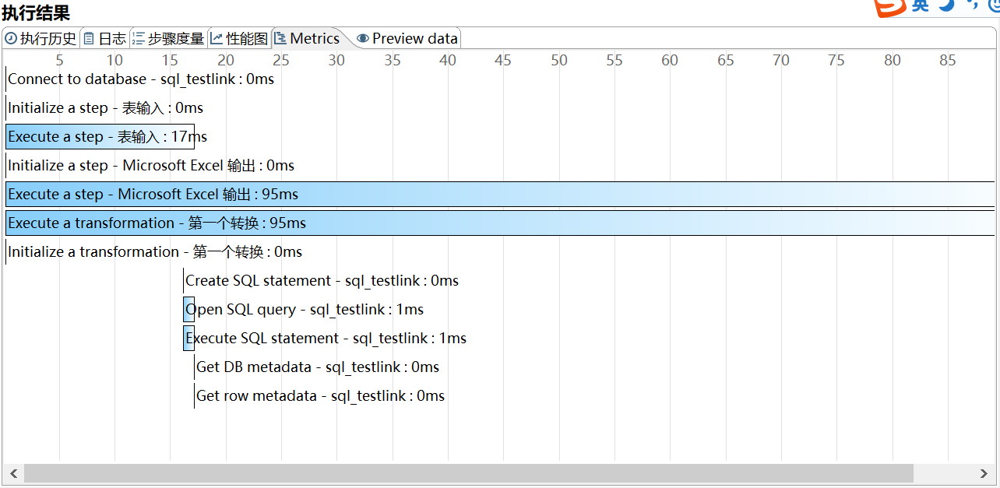 执行结果
英
执行历史 日志 步骤度量 性能图 Metrics Preview data
5 10 15 20 25 30 35 40 45 50 55 60 65 70 75 80 85
Connect to database - sql_testlink : 0ms
Initialize a step - 表输入 : 0ms
Execute a step - 表输入 : 17ms
Initialize a step - Microsoft Excel 输出 : 0ms
Execute a step - Microsoft Excel 输出 : 95ms
Execute a transformation - 第一个转换 : 95ms
Initialize a transformation - 第一个转换 : 0ms
Create SQL statement - sql_testlink : 0ms
Open SQL query - sql_testlink : 1ms
Execute SQL statement - sql_testlink : 1ms
Get DB metadata - sql_testlink : 0ms
Get row metadata - sql_testlink : 0ms